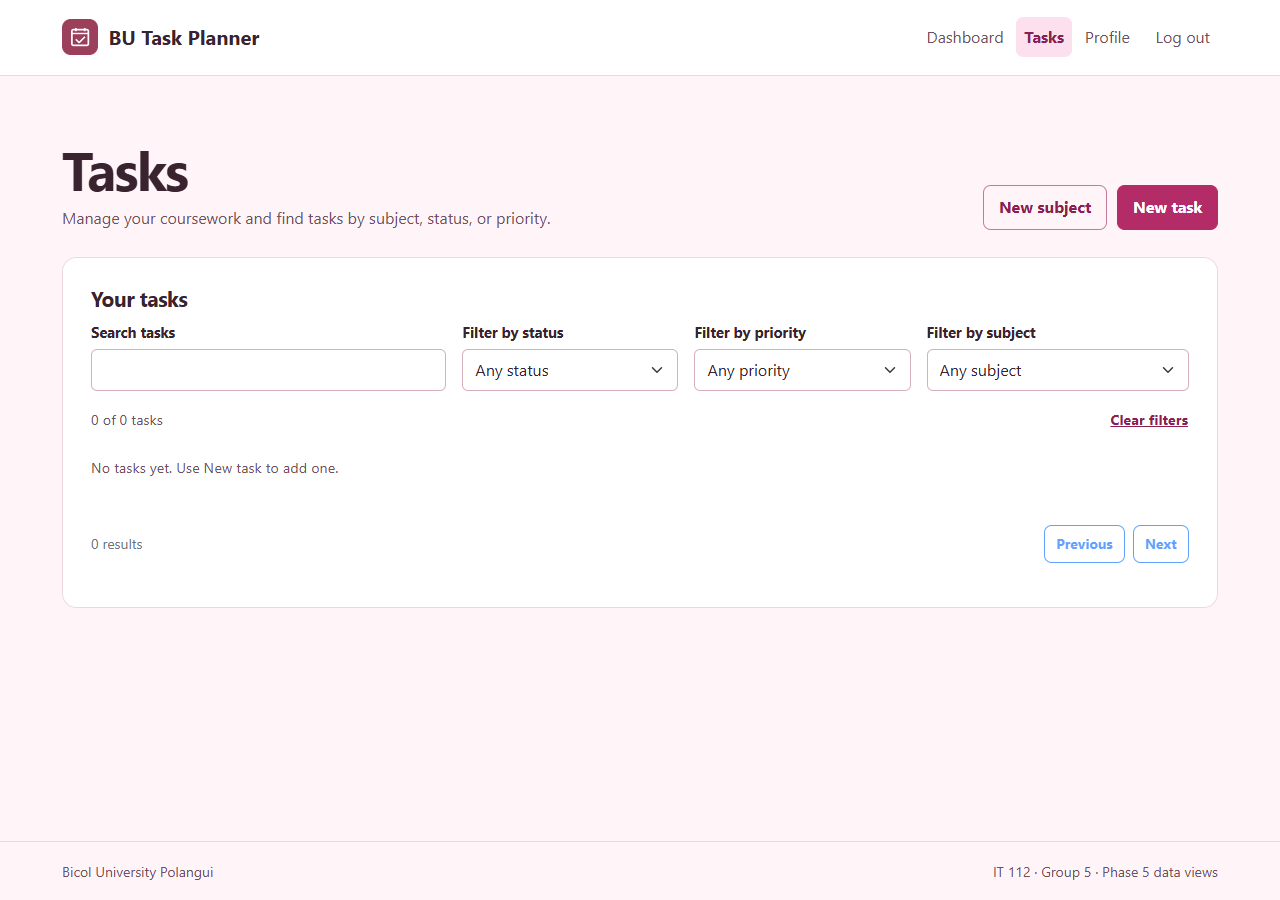 BU Task Planner
Dashboard Tasks Profile Log out
Tasks
Manage your coursework and find tasks by subject, status, or priority.
New subject New task
Your tasks
Search tasks Filter by status Filter by priority Filter by subject
Any status Any priority Any subject
0 of 0 tasks Clear filters
No tasks yet. Use New task to add one.
0 results Previous Next
Bicol University Polangui IT 112 · Group 5 · Phase 5 data views